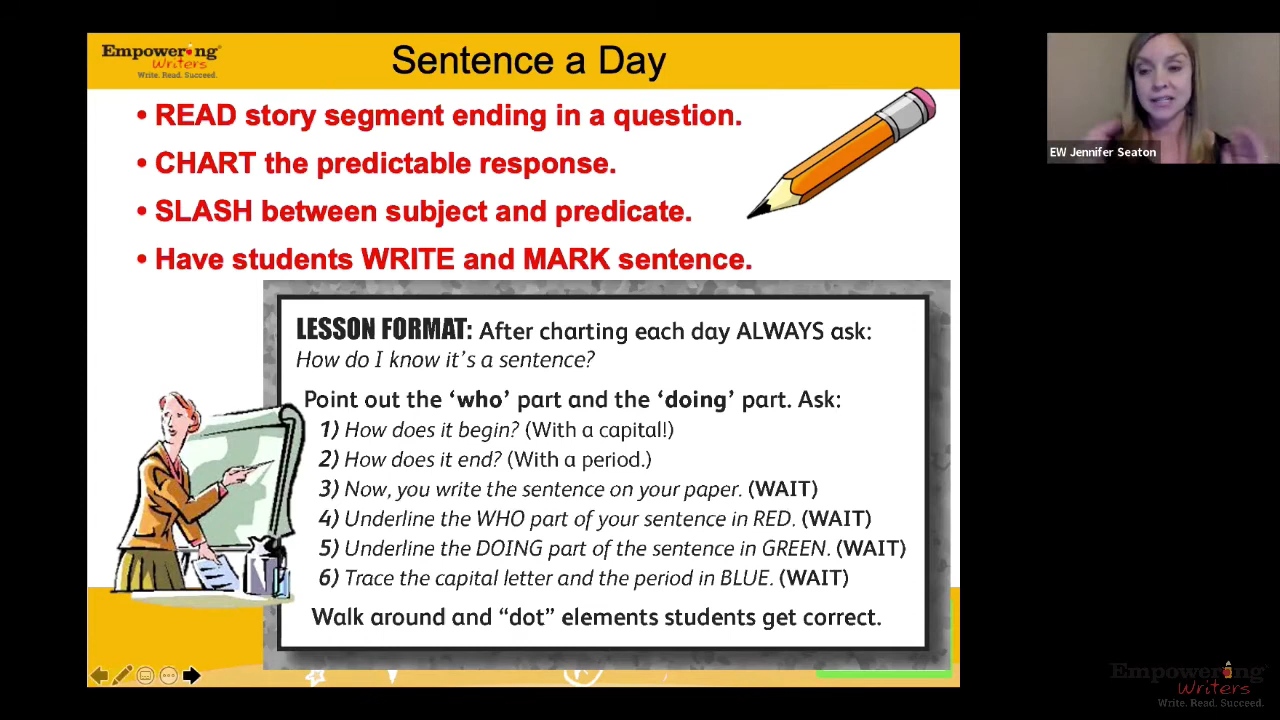 Empowering
Writers
Write. Read. Succeed.
Sentence a Day
• READ story segment ending in a question.
• CHART the predictable response.
• SLASH between subject and predicate.
• Have students WRITE and MARK sentence.
LESSON FORMAT: After charting each day ALWAYS ask:
How do I know it's a sentence?
Point out the ‘who’ part and the ‘doing’ part. Ask:
1) How does it begin? (With a capital!)
2) How does it end? (With a period.)
3) Now, you write the sentence on your paper. (WAIT)
4) Underline the WHO part of your sentence in RED. (WAIT)
5) Underline the DOING part of the sentence in GREEN. (WAIT)
6) Trace the capital letter and the period in BLUE. (WAIT)
Walk around and “dot” elements students get correct.
EW Jennifer Seaton
Empowering
Writers
Write. Read. Succeed.